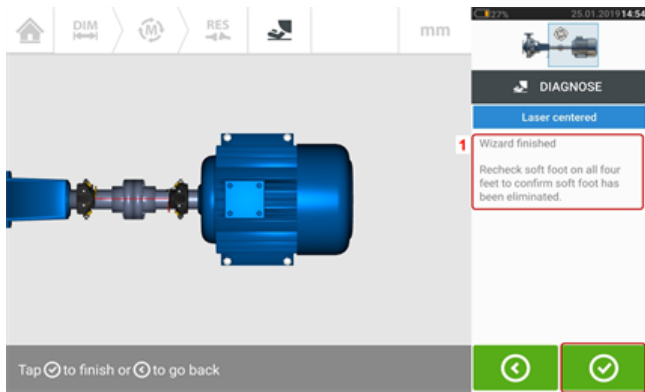 27% 25.01.2019 14:54
DIM M RES mm
DIAGNOSE
Laser centered
1 Wizard finished
Recheck soft foot on all four
feet to confirm soft foot has
been eliminated.
Tap to finish or to go back